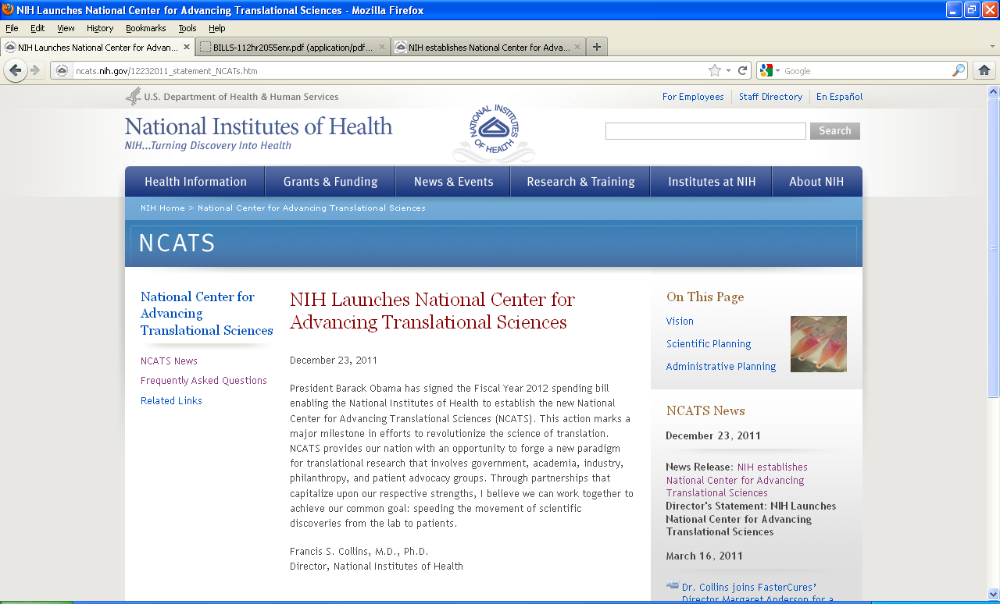 NIH Launches National Center for Advancing Translational Sciences - Mozilla Firefox
File Edit View History Bookmarks Tools Help
NIH Launches National Center for Advan... BILLS-112hr2055enr.pdf (application/pdf... NIH establishes National Center for Adva...
ncats.nih.gov/12232011_statement_NCATs.htm Google
U.S. Department of Health & Human Services
For Employees Staff Directory En Español
National Institutes of Health
NIH...Turning Discovery Into Health
NATIONAL INSTITUTES OF HEALTH
Search
Health Information Grants & Funding News & Events Research & Training Institutes at NIH About NIH
NIH Home > National Center for Advancing Translational Sciences
NCATS
National Center for
Advancing
Translational Sciences
NCATS News
Frequently Asked Questions
Related Links
NIH Launches National Center for
Advancing Translational Sciences
December 23, 2011
President Barack Obama has signed the Fiscal Year 2012 spending bill
enabling the National Institutes of Health to establish the new National
Center for Advancing Translational Sciences (NCATS). This action marks a
major milestone in efforts to revolutionize the science of translation.
NCATS provides our nation with an opportunity to forge a new paradigm
for translational research that involves government, academia, industry,
philanthropy, and patient advocacy groups. Through partnerships that
capitalize upon our respective strengths, I believe we can work together to
achieve our common goal: speeding the movement of scientific
discoveries from the lab to patients.
Francis S. Collins, M.D., Ph.D.
Director, National Institutes of Health
On This Page
Vision
Scientific Planning
Administrative Planning
NCATS News
December 23, 2011
News Release: NIH establishes
National Center for Advancing
Translational Sciences
Director's Statement: NIH Launches
National Center for Advancing
Translational Sciences
March 16, 2011
Dr. Collins joins FasterCures'
Director Margaret Anderson for a